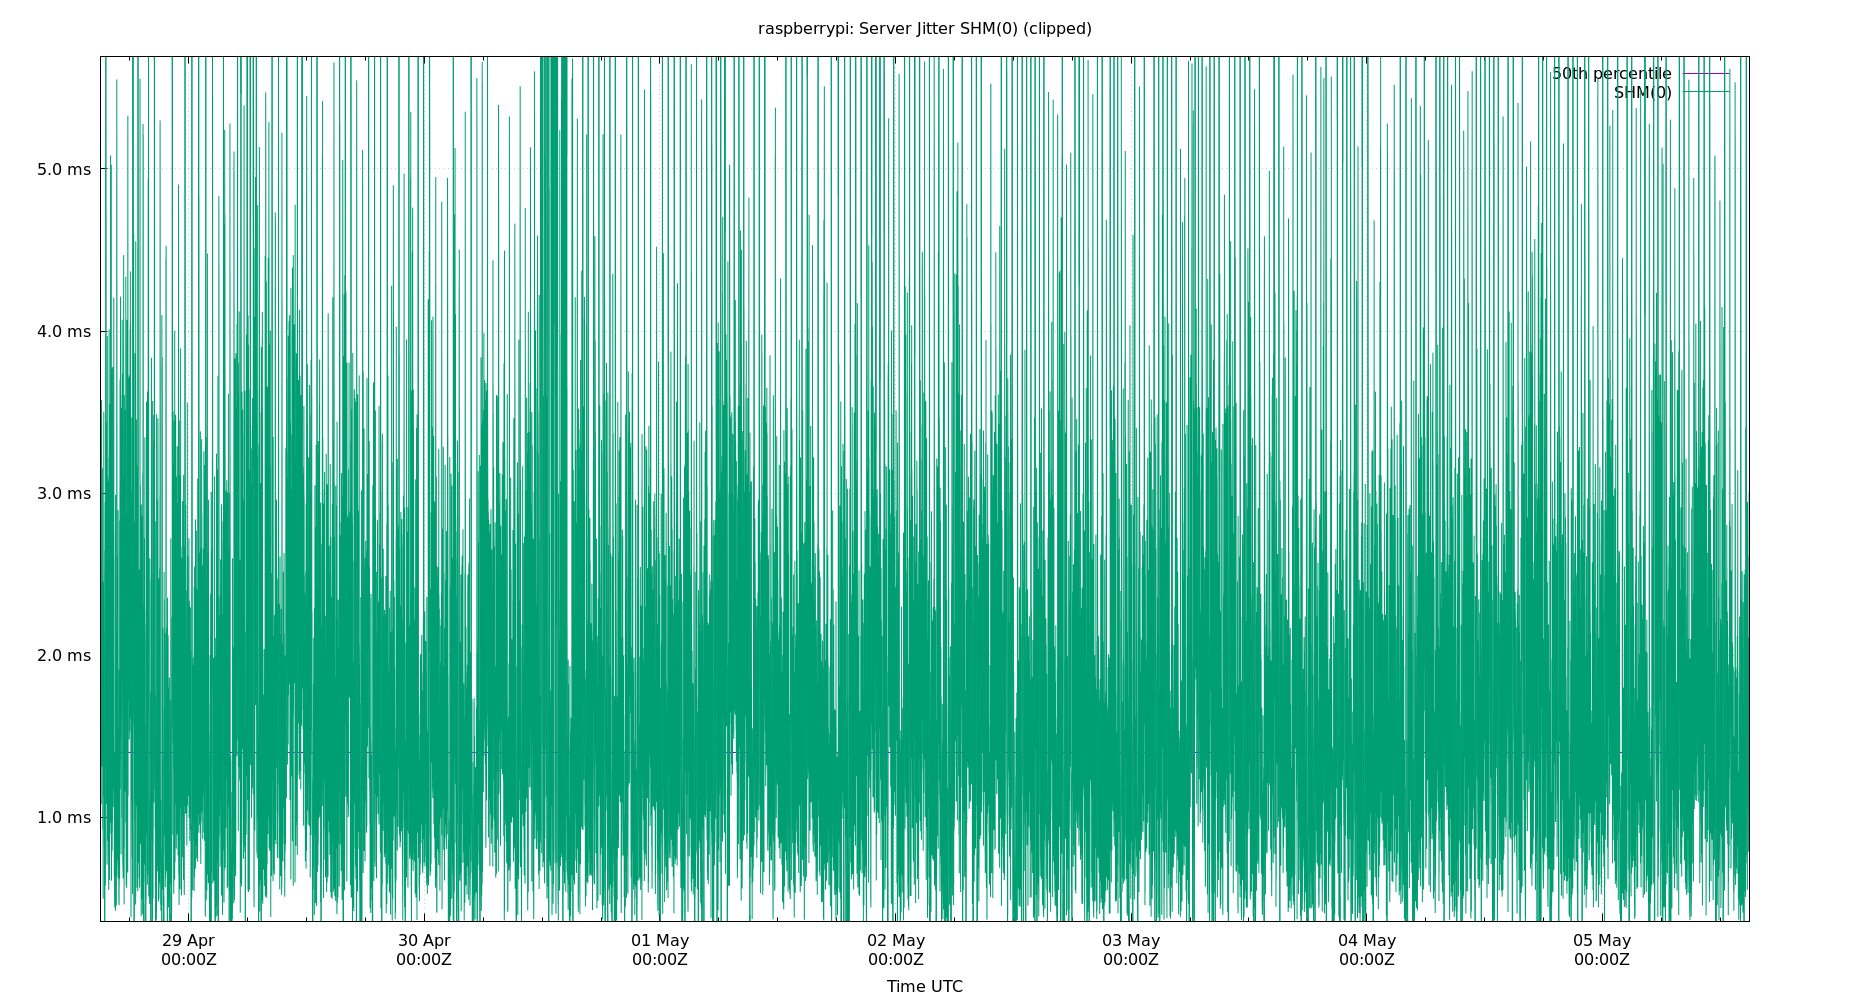 raspberrypi: Server Jitter SHM(0) (clipped)
50th percentile
SHM(0)
5.0 ms
4.0 ms
3.0 ms
2.0 ms
1.0 ms
29 Apr 30 Apr 01 May 02 May 03 May 04 May 05 May
00:00Z 00:00Z 00:00Z 00:00Z 00:00Z 00:00Z 00:00Z
Time UTC